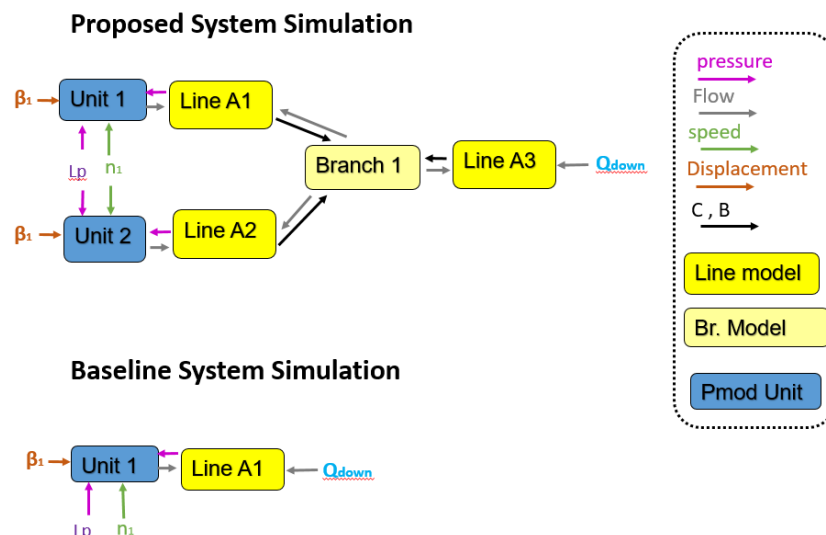 Proposed System Simulation
β1
Unit 1
Line A1
Lp
n1
Branch 1
Line A3
Qdown
β1
Unit 2
Line A2
pressure
Flow
speed
Displacement
C , B
Line model
Br. Model
Pmod Unit
Baseline System Simulation
β1
Unit 1
Line A1
Qdown
Lp
n1